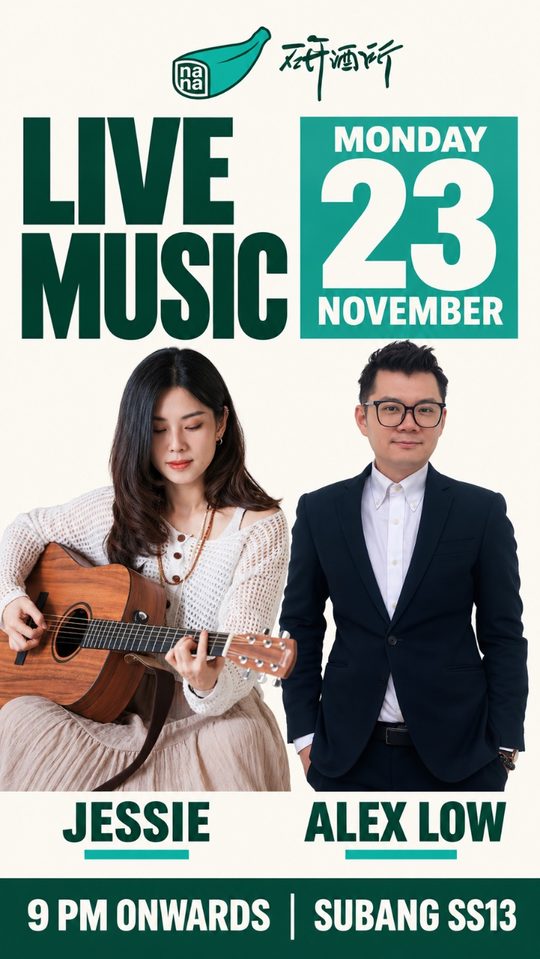 na
na
研酒所
LIVE
MUSIC
MONDAY
23
NOVEMBER
JESSIE
ALEX LOW
9 PM ONWARDS | SUBANG SS13